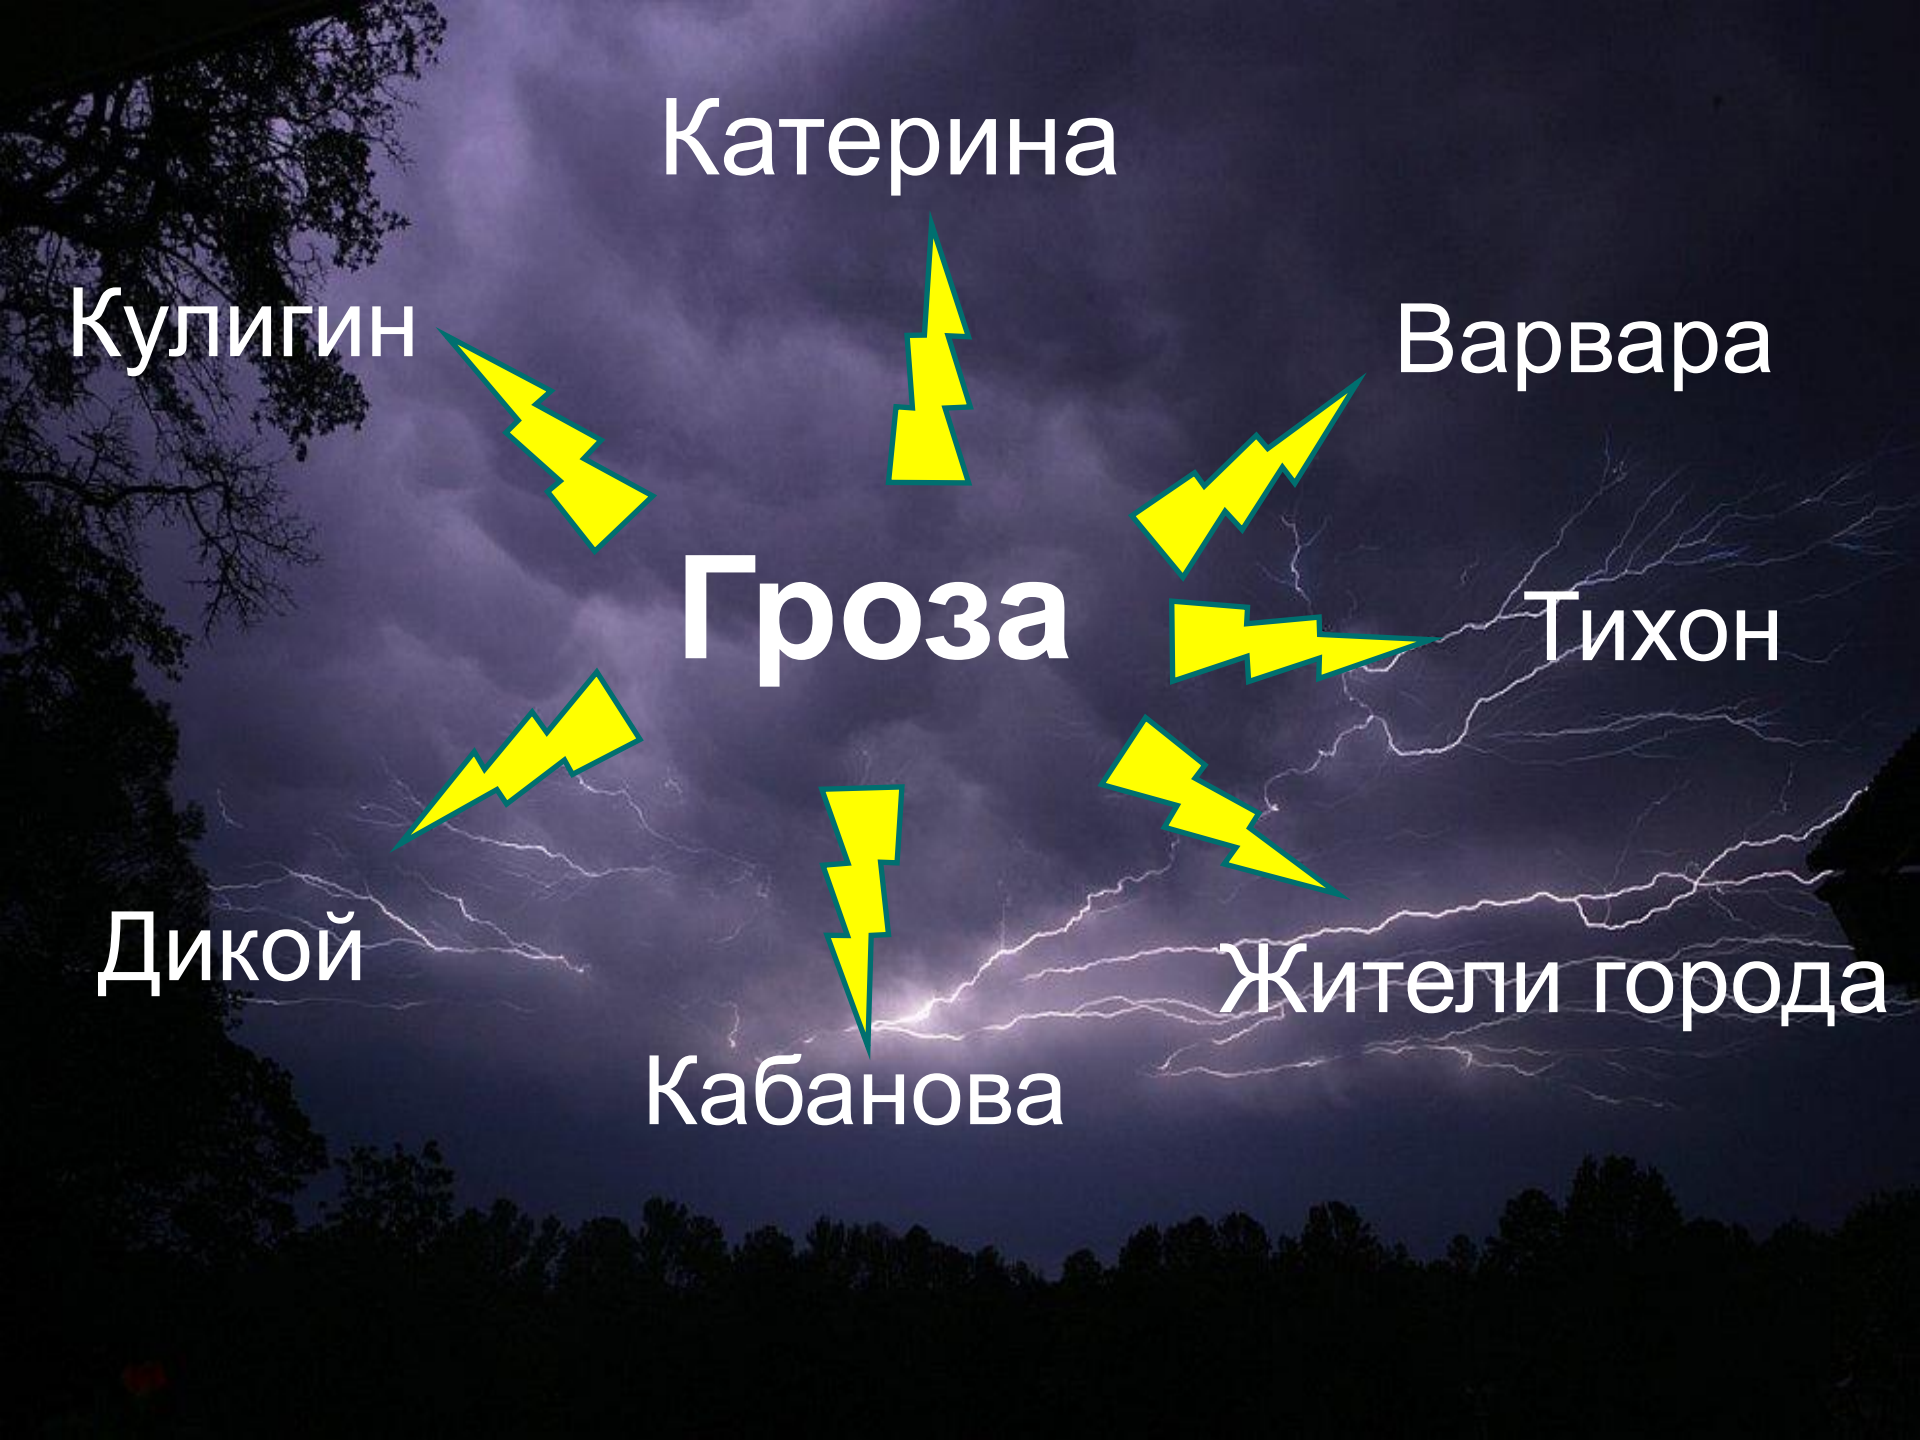 Катерина
Кулигин
Варвара
Гроза
Тихон
Дикой
Жители города
Кабанова